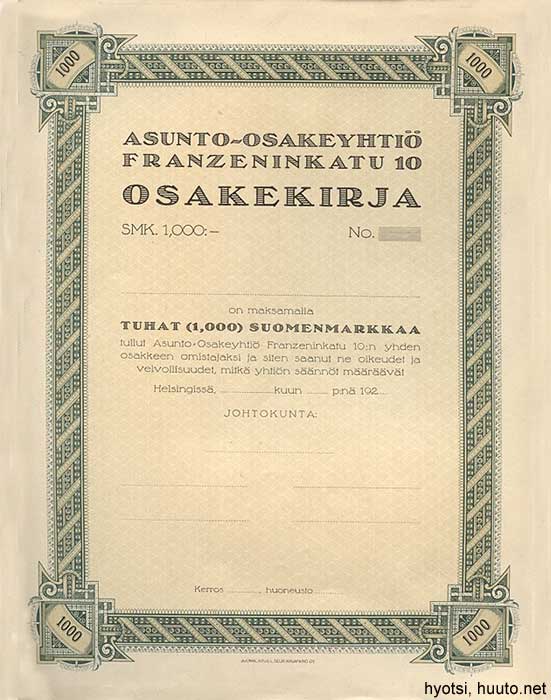 1000
1000
ASUNTO-OSAKEYHTIÖ
FRANZENINKATU 10
OSAKEKIRJA
SMK. 1,000:– No.
on maksamalla
TUHAT (1,000) SUOMENMARKKAA
tullut Asunto-Osakeyhtiö Franzeninkatu 10:n yhden
osakkeen omistajaksi ja siten saanut ne oikeudet ja
velvollisuudet, mitkä yhtiön säännöt määräävät
Helsingissä, ............ kuun ...... p:nä 192....
JOHTOKUNTA:
Kerros .........., huoneusto ..........
1000
1000
hyotsi, huuto.net